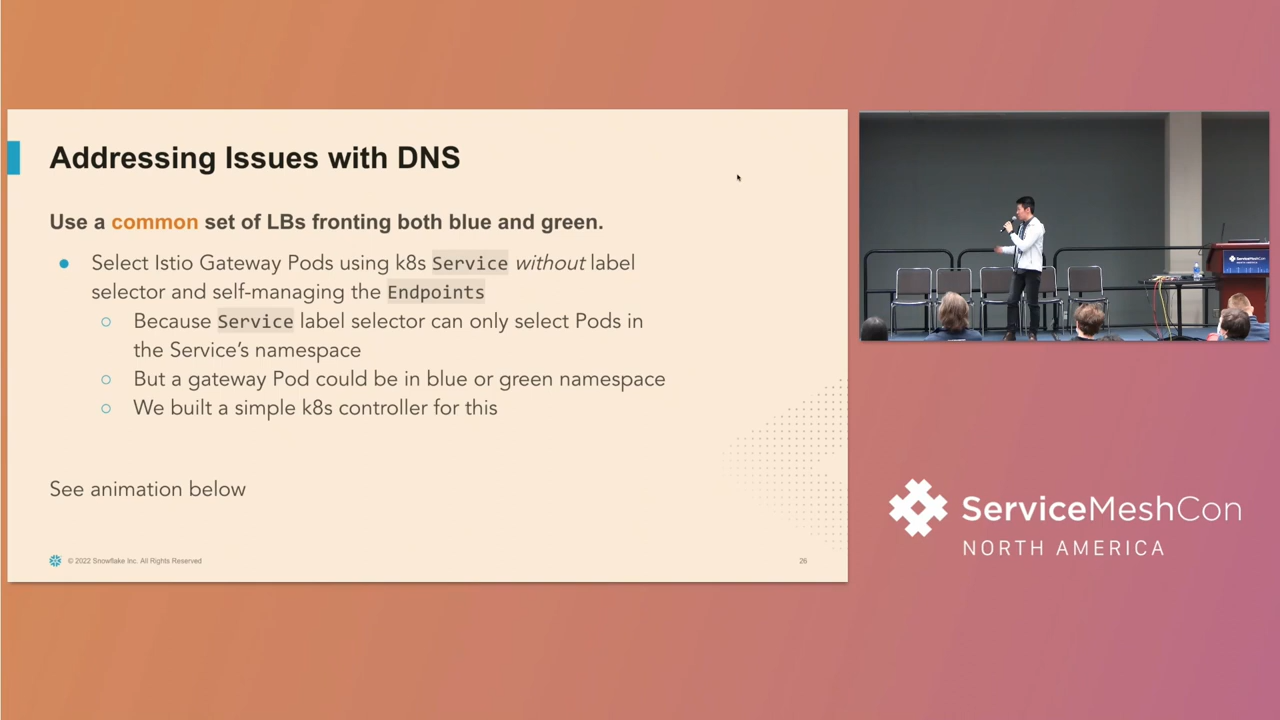 Addressing Issues with DNS
Use a common set of LBs fronting both blue and green.
Select Istio Gateway Pods using k8s Service without label
selector and self-managing the Endpoints
Because Service label selector can only select Pods in
the Service's namespace
But a gateway Pod could be in blue or green namespace
We built a simple k8s controller for this
See animation below
© 2022 Snowflake Inc. All Rights Reserved
26
ServiceMeshCon
NORTH AMERICA
ServiceMeshCon
NORTH AMERICA